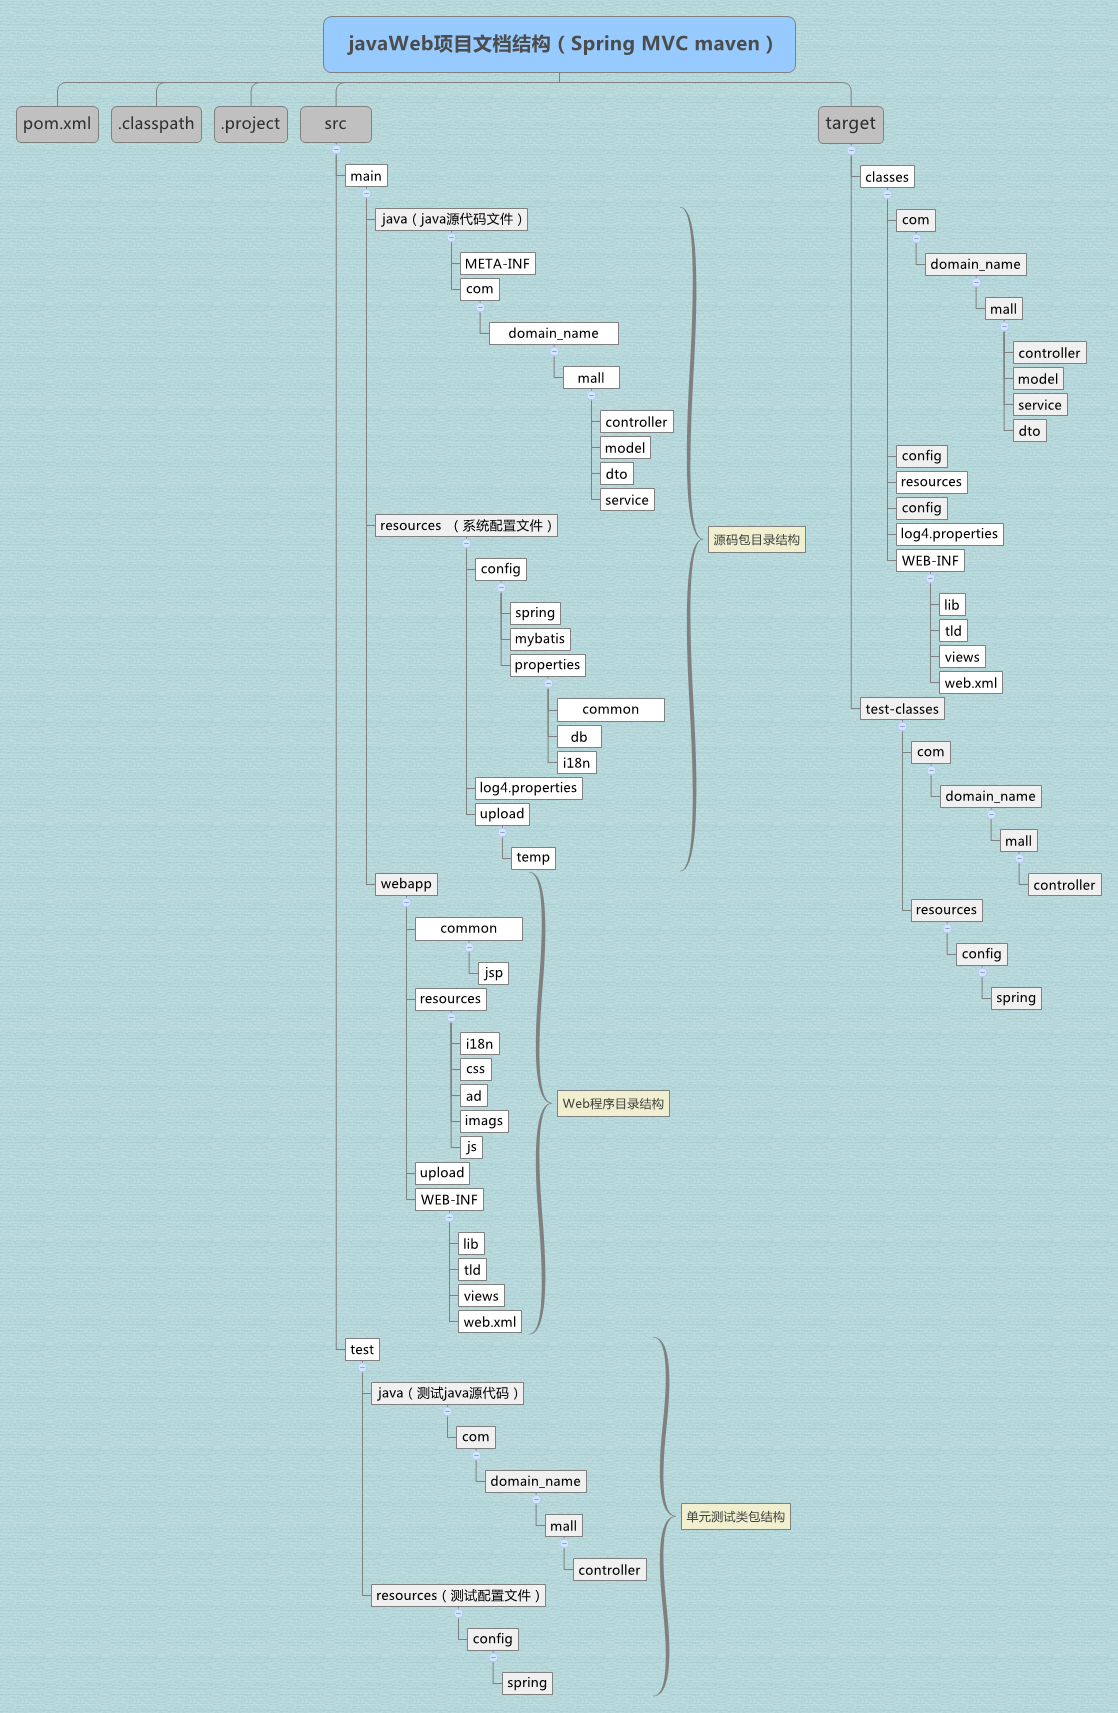 javaWeb项目文档结构（Spring MVC maven）
pom.xml
.classpath
.project
src
main
java（java源代码文件）
META-INF
com
domain_name
mall
controller
model
dto
service
resources （系统配置文件）
config
spring
mybatis
properties
common
db
i18n
log4.properties
upload
temp
源码包目录结构
webapp
common
jsp
resources
i18n
css
ad
imags
js
upload
WEB-INF
lib
tld
views
web.xml
Web程序目录结构
test
java（测试java源代码）
com
domain_name
mall
controller
resources（测试配置文件）
config
spring
单元测试类包结构
target
classes
com
domain_name
mall
controller
model
service
dto
config
resources
config
log4.properties
WEB-INF
lib
tld
views
web.xml
test-classes
com
domain_name
mall
controller
resources
config
spring